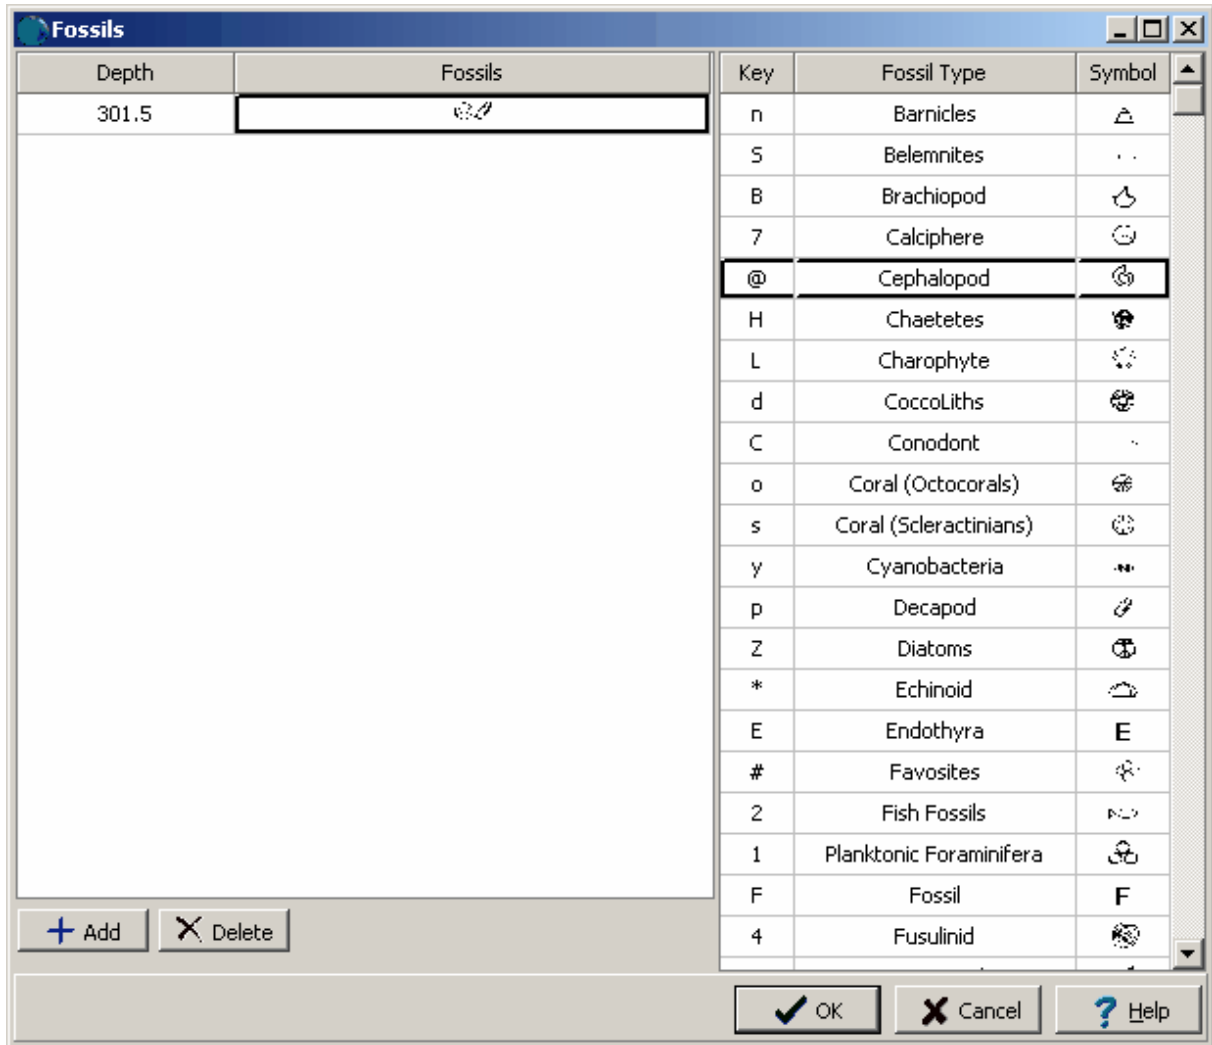 Fossils
Depth Fossils
301.5
Key Fossil Type Symbol
n Barnicles
S Belemnites
B Brachiopod
7 Calciphere
@ Cephalopod
H Chaetetes
L Charophyte
d CoccoLiths
C Conodont
o Coral (Octocorals)
s Coral (Scleractinians)
y Cyanobacteria
p Decapod
Z Diatoms
* Echinoid
E Endothyra E
# Favosites
2 Fish Fossils
1 Planktonic Foraminifera
F Fossil F
4 Fusulinid
Add Delete
OK Cancel Help